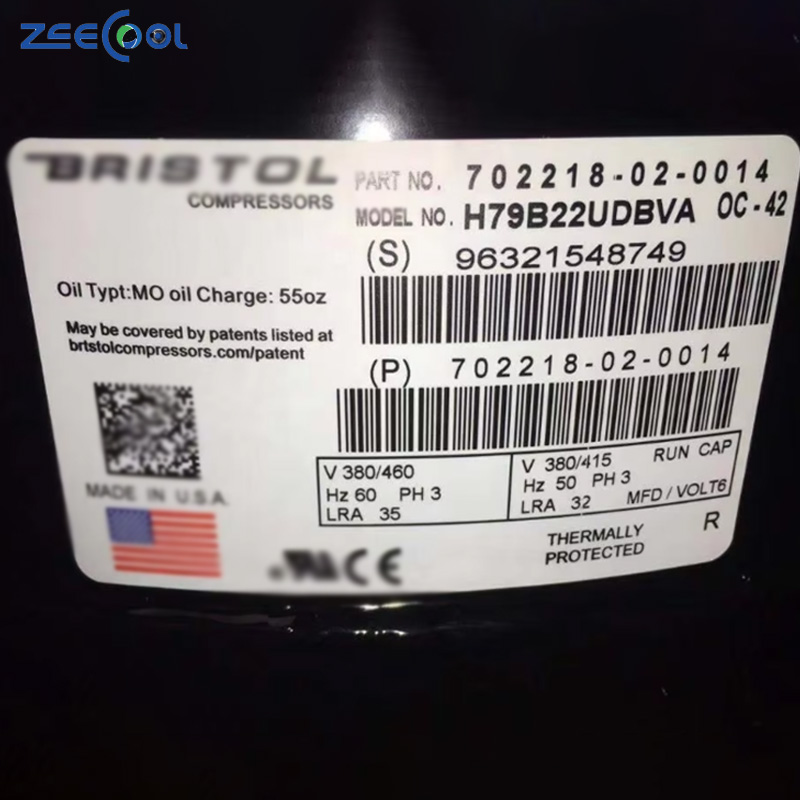 ZEECOOL
BRISTOL
COMPRESSORS
PART NO. 702218-02-0014
MODEL NO. H79B22UDBVA OC-42
(S) 96321548749
Oil Typt:MO oil Charge: 55oz
May be covered by patents listed at
brtstolcompressors.com/patent
(P) 702218-02-0014
V 380/460
Hz 60 PH 3
LRA 35
V 380/415 RUN CAP
Hz 50 PH 3
LRA 32 MFD / VOLT6
MADE IN U.S.A.
THERMALLY
PROTECTED
R
CE